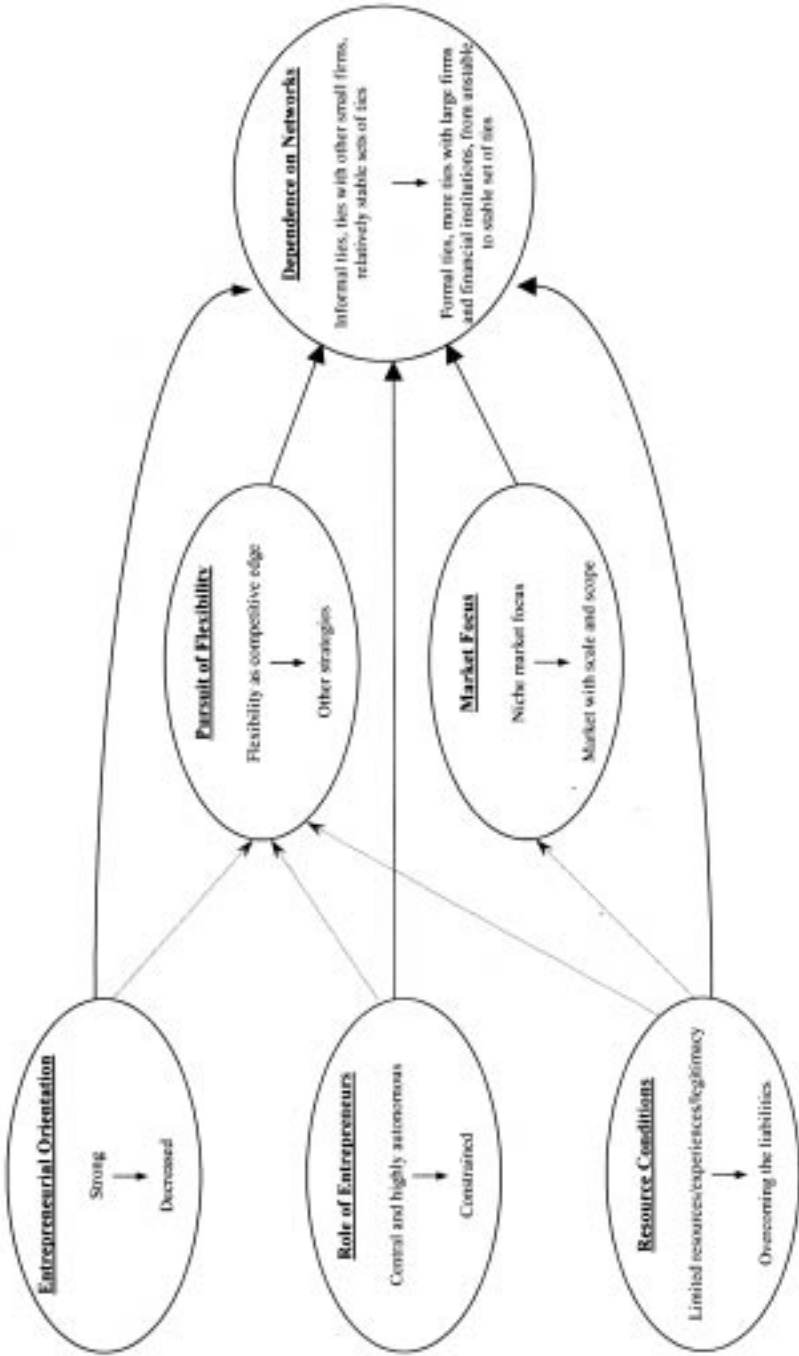 Entrepreneurial Orientation
Strong
Decreased
Role of Entrepreneurs
Central and highly autonomous
Constrained
Resource Conditions
Limited resources/experiences/legitimacy
Overcoming the liabilities
Pursuit of Flexibility
Flexibility as competitive edge
Other strategies
Market Focus
Niche market focus
Market with scale and scope
Dependence on Networks
Informal ties, ties with other small firms,
relatively stable sets of ties
Formal ties, more ties with large firms
and financial institutions, from unstable
to stable set of ties